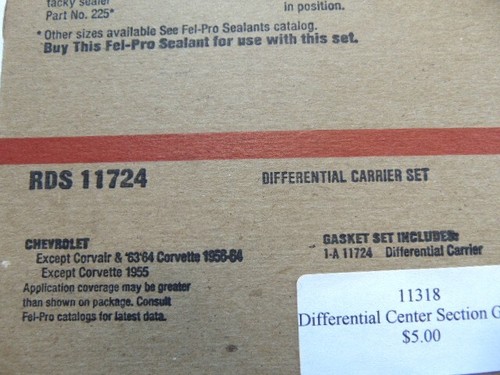 tacky sealer
Part No. 225*
in position.
*Other sizes available See Fel-Pro Sealants catalog.
Buy This Fel-Pro Sealant for use with this set.
RDS 11724
DIFFERENTIAL CARRIER SET
CHEVROLET
Except Corvair & '63'64 Corvette 1956-64
Except Corvette 1955
Application coverage may be greater
than shown on package. Consult
Fel-Pro catalogs for latest data.
GASKET SET INCLUDES:
1-A 11724 Differential Carrier
11318
Differential Center Section G
$5.00